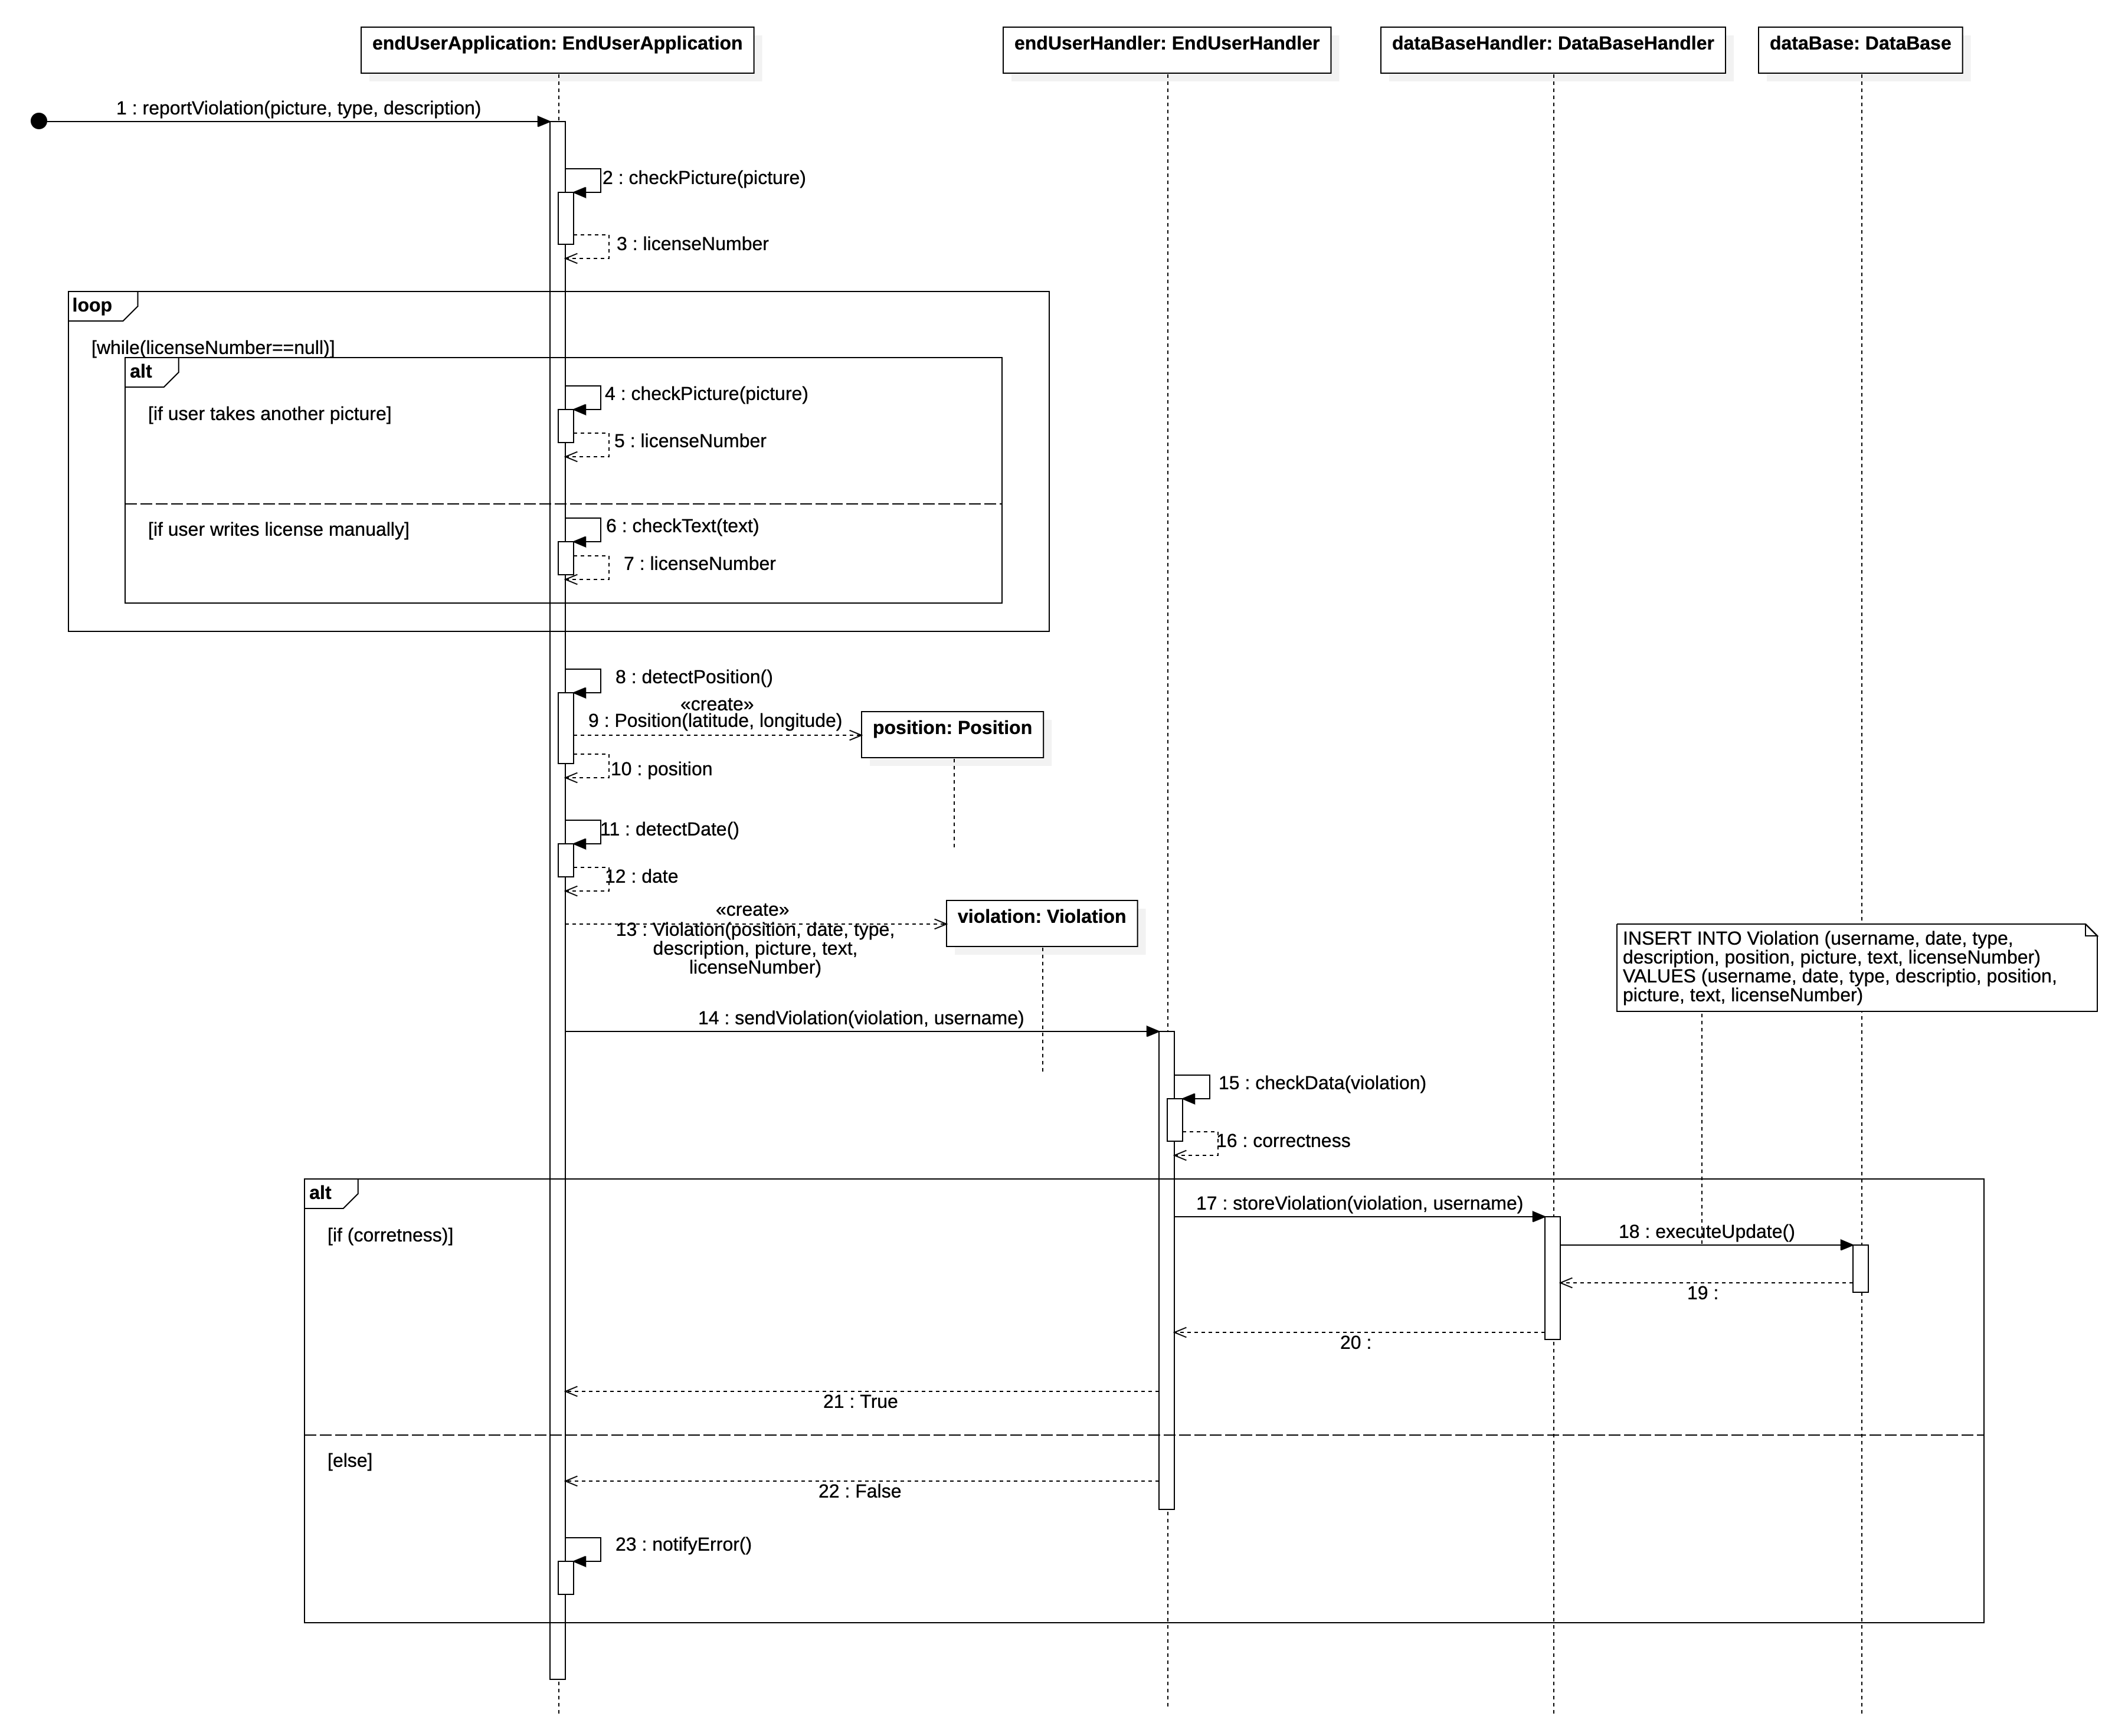 endUserApplication: EndUserApplication
endUserHandler: EndUserHandler
dataBaseHandler: DataBaseHandler
dataBase: DataBase
1 : reportViolation(picture, type, description)
2 : checkPicture(picture)
3 : licenseNumber
loop
[while(licenseNumber==null)]
alt
4 : checkPicture(picture)
[if user takes another picture]
5 : licenseNumber
6 : checkText(text)
[if user writes license manually]
7 : licenseNumber
8 : detectPosition()
«create»
9 : Position(latitude, longitude)
position: Position
10 : position
11 : detectDate()
12 : date
«create»
violation: Violation
13 : Violation(position, date, type,
description, picture, text,
licenseNumber)
INSERT INTO Violation (username, date, type,
description, position, picture, text, licenseNumber)
VALUES (username, date, type, descriptio, position,
picture, text, licenseNumber)
14 : sendViolation(violation, username)
15 : checkData(violation)
16 : correctness
alt
17 : storeViolation(violation, username)
[if (corretness)]
18 : executeUpdate()
19 :
20 :
21 : True
[else]
22 : False
23 : notifyError()